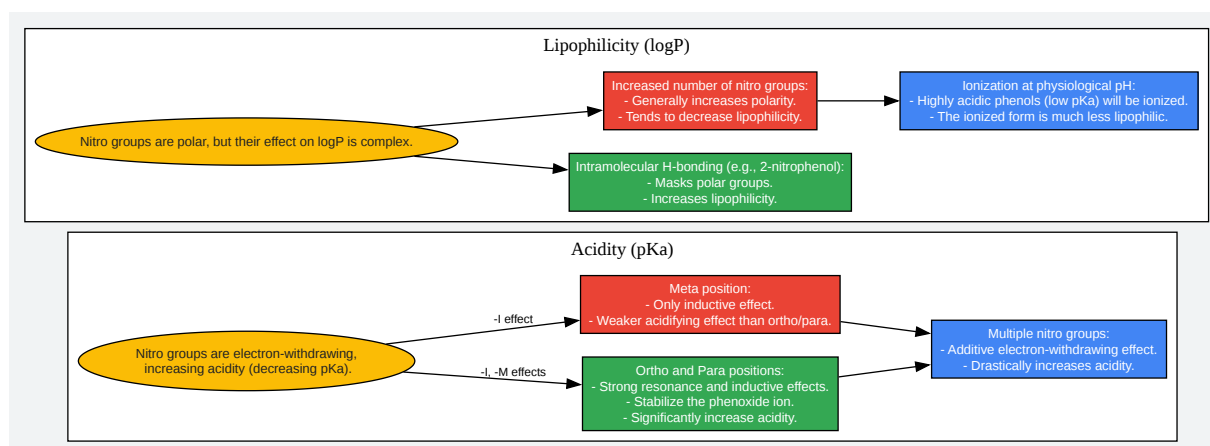 Lipophilicity (logP)
Nitro groups are polar, but their effect on logP is complex.
Increased number of nitro groups:
- Generally increases polarity.
- Tends to decrease lipophilicity.
Ionization at physiological pH:
- Highly acidic phenols (low pKa) will be ionized.
- The ionized form is much less lipophilic.
Intramolecular H-bonding (e.g., 2-nitrophenol):
- Masks polar groups.
- Increases lipophilicity.
Acidity (pKa)
Nitro groups are electron-withdrawing,
increasing acidity (decreasing pKa).
-I effect
-I, -M effects
Meta position:
- Only inductive effect.
- Weaker acidifying effect than ortho/para.
Ortho and Para positions:
- Strong resonance and inductive effects.
- Stabilize the phenoxide ion.
- Significantly increase acidity.
Multiple nitro groups:
- Additive electron-withdrawing effect.
- Drastically increases acidity.